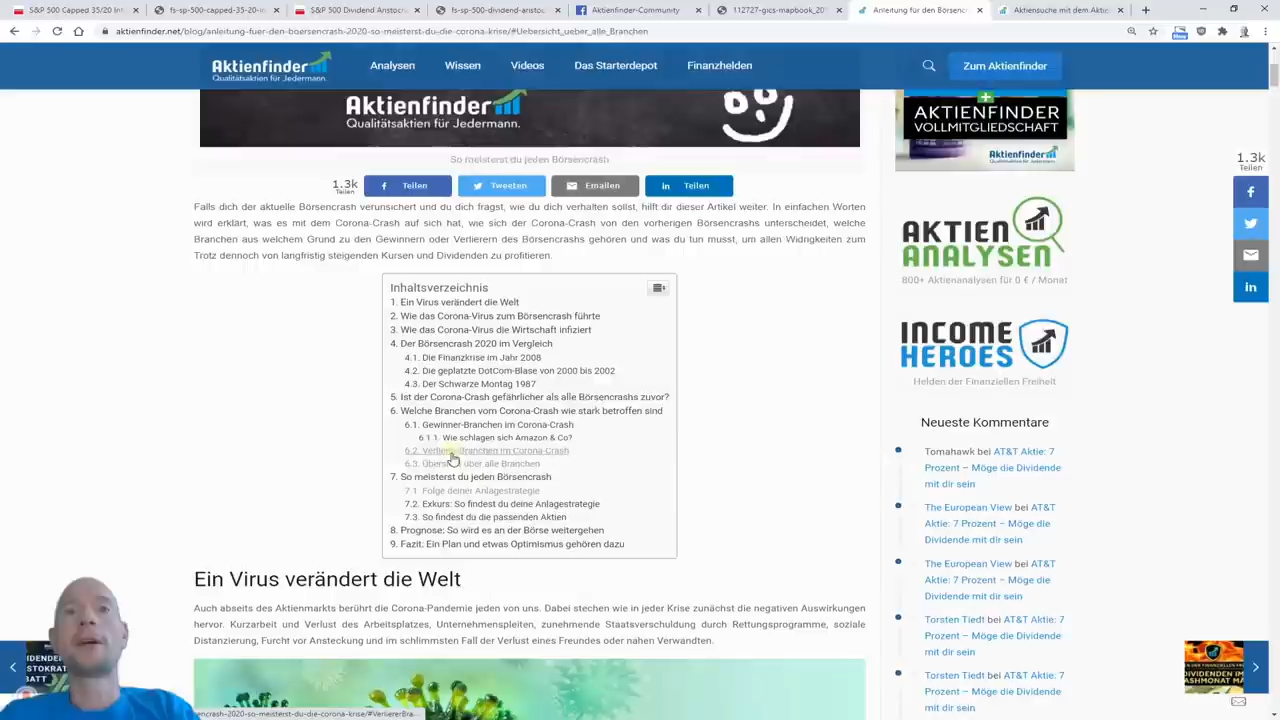 S&P 500 Capped 35/20 Int
fs-sp-500-capped-35-20-in
S&P 500 Dividend Aristocra
fs-sp-500-dividend-aristoc
Aktienfinder-Community
112727-gics-mapbook_20
Anleitung für den Börsenc
Aktiensuche mit dem Aktie
aktienfinder.net/blog/anleitung-fuer-den-boersencrash-2020-so-meisterst-du-die-corona-krise/#Uebersicht_ueber_alle_Branchen
Aktienfinder
Qualitätsaktien für Jedermann.
Analysen
Wissen
Videos
Das Starterdepot
Finanzhelden
Zum Aktienfinder
Aktienfinder
Qualitätsaktien für Jedermann.
So meisterst du jeden Börsencrash
1.3k
Teilen
Teilen
Tweeten
Emailen
Teilen
Falls dich der aktuelle Börsencrash verunsichert und du dich fragst, wie du dich verhalten sollst, hilft dir dieser Artikel weiter. In einfachen Worten
wird erklärt, was es mit dem Corona-Crash auf sich hat, wie sich der Corona-Crash von den vorherigen Börsencrashs unterscheidet, welche
Branchen aus welchem Grund zu den Gewinnern oder Verlierern des Börsencrashs gehören und was du tun musst, um allen Widrigkeiten zum
Trotz dennoch von langfristig steigenden Kursen und Dividenden zu profitieren.
Inhaltsverzeichnis
1. Ein Virus verändert die Welt
2. Wie das Corona-Virus zum Börsencrash führte
3. Wie das Corona-Virus die Wirtschaft infiziert
4. Der Börsencrash 2020 im Vergleich
4.1. Die Finanzkrise im Jahr 2008
4.2. Die geplatzte DotCom-Blase von 2000 bis 2002
4.3. Der Schwarze Montag 1987
5. Ist der Corona-Crash gefährlicher als alle Börsencrashs zuvor?
6. Welche Branchen vom Corona-Crash wie stark betroffen sind
6.1. Gewinner-Branchen im Corona-Crash
6.1.1. Wie schlagen sich Amazon & Co?
6.2. Verlierer-Branchen im Corona-Crash
6.3. Übersicht über alle Branchen
7. So meisterst du jeden Börsencrash
7.1. Folge deiner Anlagestrategie
7.2. Exkurs: So findest du deine Anlagestrategie
7.3. So findest du die passenden Aktien
8. Prognose: So wird es an der Börse weitergehen
9. Fazit: Ein Plan und etwas Optimismus gehören dazu
Ein Virus verändert die Welt
Auch abseits des Aktienmarkts berührt die Corona-Pandemie jeden von uns. Dabei stechen wie in jeder Krise zunächst die negativen Auswirkungen
hervor. Kurzarbeit und Verlust des Arbeitsplatzes, Unternehmenspleiten, zunehmende Staatsverschuldung durch Rettungsprogramme, soziale
Distanzierung, Furcht vor Ansteckung und im schlimmsten Fall der Verlust eines Freundes oder nahen Verwandten.
AKTIENFINDER
VOLLMITGLIEDSCHAFT
Aktienfinder
AKTIEN
ANALYSEN
800+ Aktienanalysen für 0 € / Monat
INCOME
HEROES
Helden der Finanziellen Freiheit
Neueste Kommentare
Tomahawk bei AT&T Aktie: 7
Prozent – Möge die Dividende
mit dir sein
The European View bei AT&T
Aktie: 7 Prozent – Möge die
Dividende mit dir sein
The European View bei AT&T
Aktie: 7 Prozent – Möge die
Dividende mit dir sein
Torsten Tiedt bei AT&T Aktie: 7
Prozent – Möge die Dividende
mit dir sein
Torsten Tiedt bei AT&T Aktie: 7
Prozent – Möge die Dividende
mit dir sein
1.3k
Teilen
encrash-2020-so-meisterst-du-die-corona-krise/#VerliererBra...